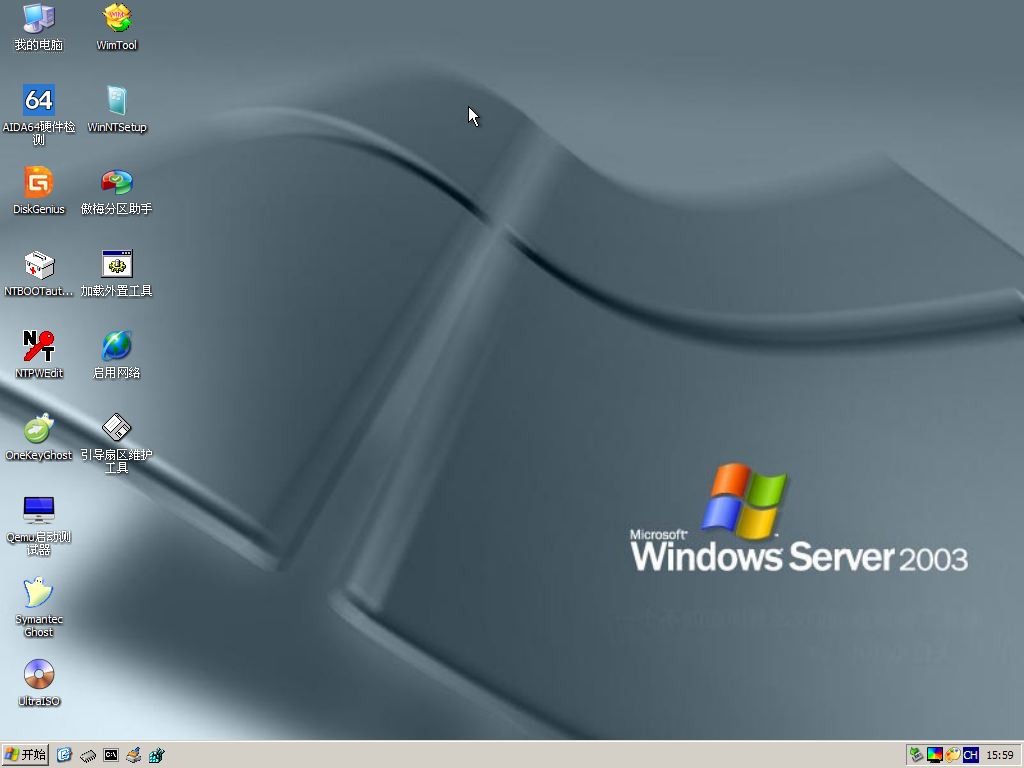 我的电脑
WimTool
64
AIDA64硬件检
测
WinNTSetup
DiskGenius
傲梅分区助手
NTBOOTaut...
加载外置工具
NTPWEdit
启用网络
OneKeyGhost
引导扇区维护
工具
Qemu启动测
试器
Symantec
Ghost
UltraISO
Microsoft
Windows Server 2003
开始
C:\
CH
15:59